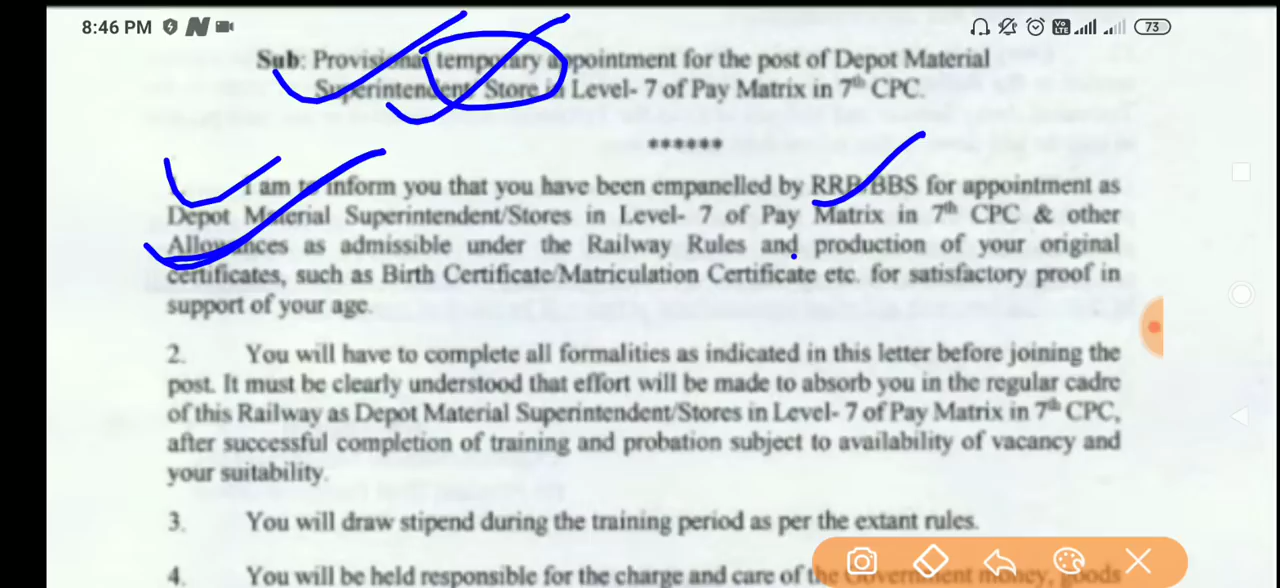 8:46 PM
73
Sub: Provisional temporary appointment for the post of Depot Material
Superintendent/ Store in Level- 7 of Pay Matrix in 7th CPC.
******
I am to inform you that you have been empanelled by RRB/BBS for appointment as
Depot Material Superintendent/Stores in Level- 7 of Pay Matrix in 7th CPC & other
Allowances as admissible under the Railway Rules and production of your original
certificates, such as Birth Certificate/Matriculation Certificate etc. for satisfactory proof in
support of your age.
2. You will have to complete all formalities as indicated in this letter before joining the
post. It must be clearly understood that effort will be made to absorb you in the regular cadre
of this Railway as Depot Material Superintendent/Stores in Level- 7 of Pay Matrix in 7th CPC,
after successful completion of training and probation subject to availability of vacancy and
your suitability.
3. You will draw stipend during the training period as per the extant rules.
4. You will be held responsible for the charge and care of the Government money, goods